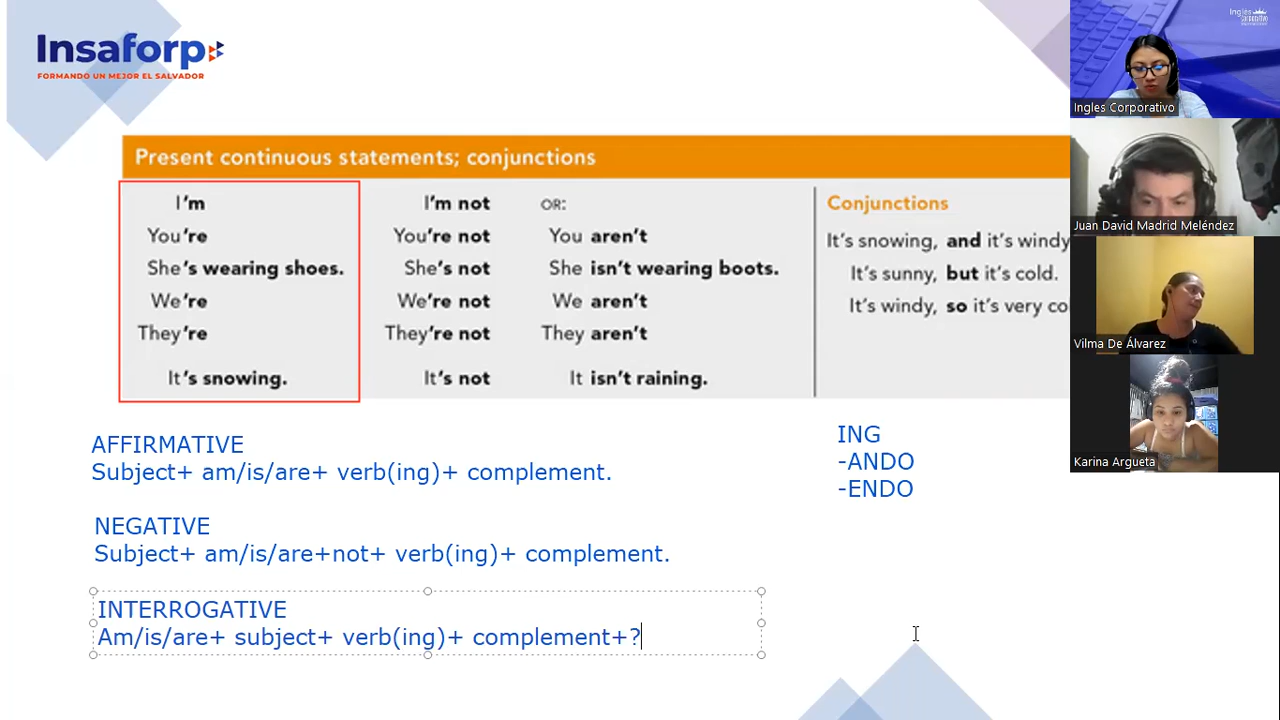 Insaforp
FORMANDO UN MEJOR EL SALVADOR
Present continuous statements; conjunctions
I'm
You're
She's wearing shoes.
We're
They're
It's snowing.
I'm not
You're not
She's not
We're not
They're not
It's not
OR:
You aren't
She isn't wearing boots.
We aren't
They aren't
It isn't raining.
Conjunctions
It's snowing, and it's windy
It's sunny, but it's cold.
It's windy, so it's very co
AFFIRMATIVE
Subject+ am/is/are+ verb(ing)+ complement.
NEGATIVE
Subject+ am/is/are+not+ verb(ing)+ complement.
INTERROGATIVE
Am/is/are+ subject+ verb(ing)+ complement+?
ING
-ANDO
-ENDO
Ingles Corporativo
Juan David Madrid Meléndez
Vilma De Álvarez
Karina Argueta